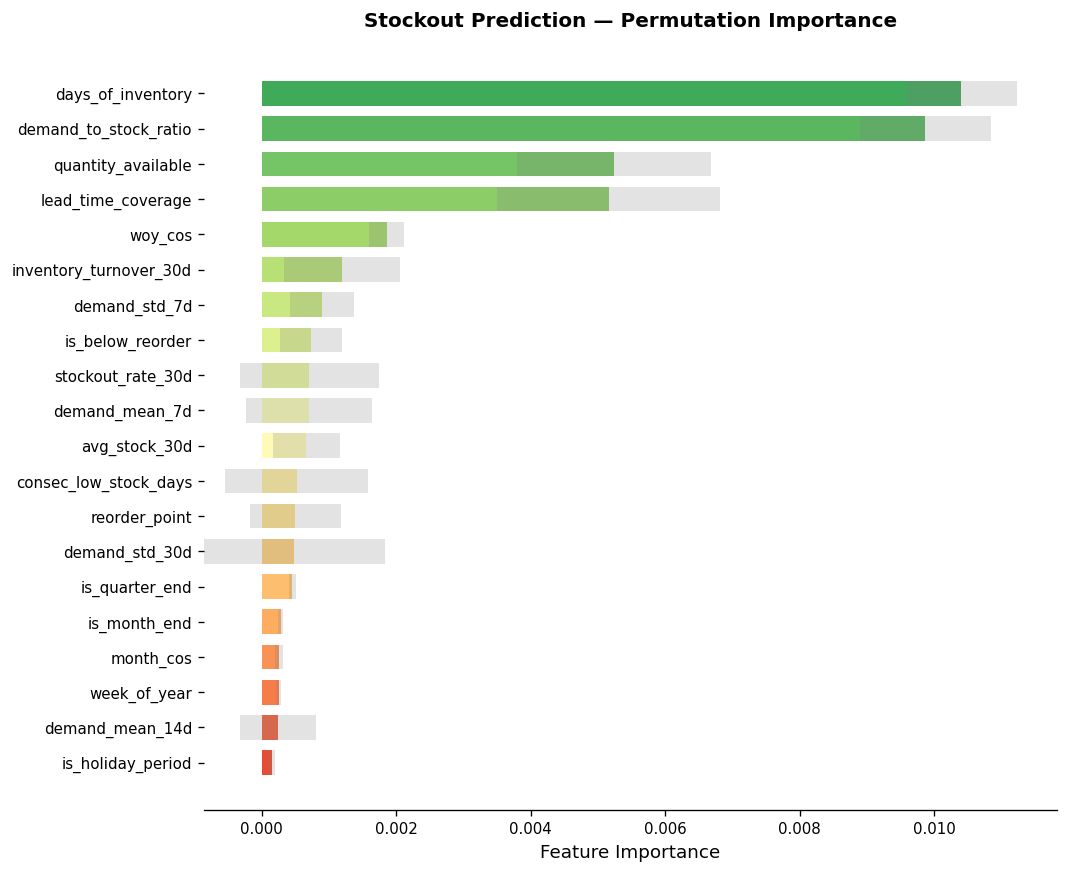 Stockout Prediction — Permutation Importance
days_of_inventory
demand_to_stock_ratio
quantity_available
lead_time_coverage
woy_cos
inventory_turnover_30d
demand_std_7d
is_below_reorder
stockout_rate_30d
demand_mean_7d
avg_stock_30d
consec_low_stock_days
reorder_point
demand_std_30d
is_quarter_end
is_month_end
month_cos
week_of_year
demand_mean_14d
is_holiday_period
0.000 0.002 0.004 0.006 0.008 0.010
Feature Importance